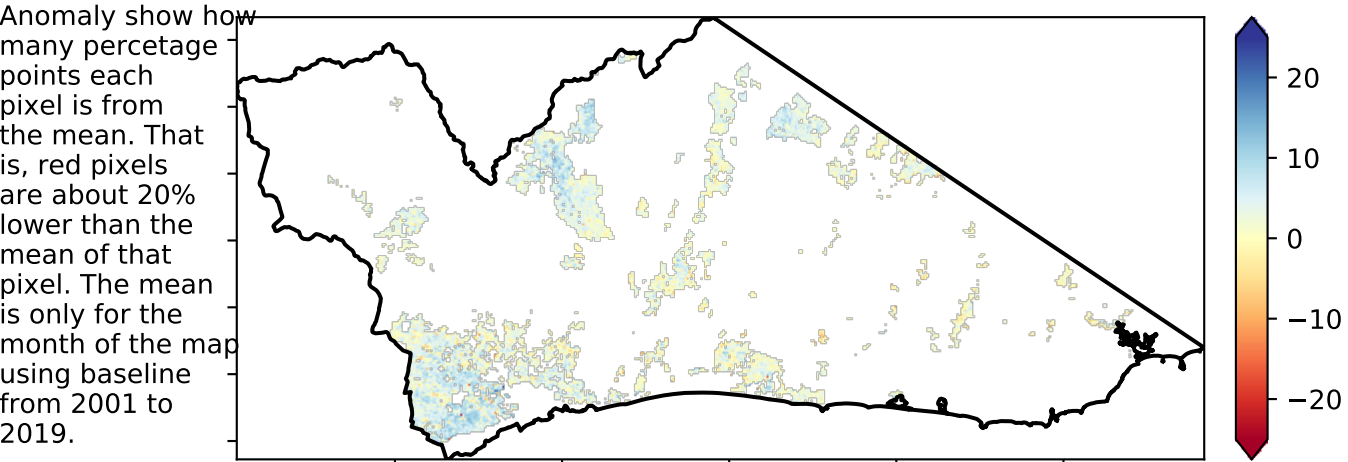 Anomaly show how
many percetage
points each
pixel is from
the mean. That
is, red pixels
are about 20%
lower than the
mean of that
pixel. The mean
is only for the
month of the map
using baseline
from 2001 to
2019.
20
10
0
−10
−20